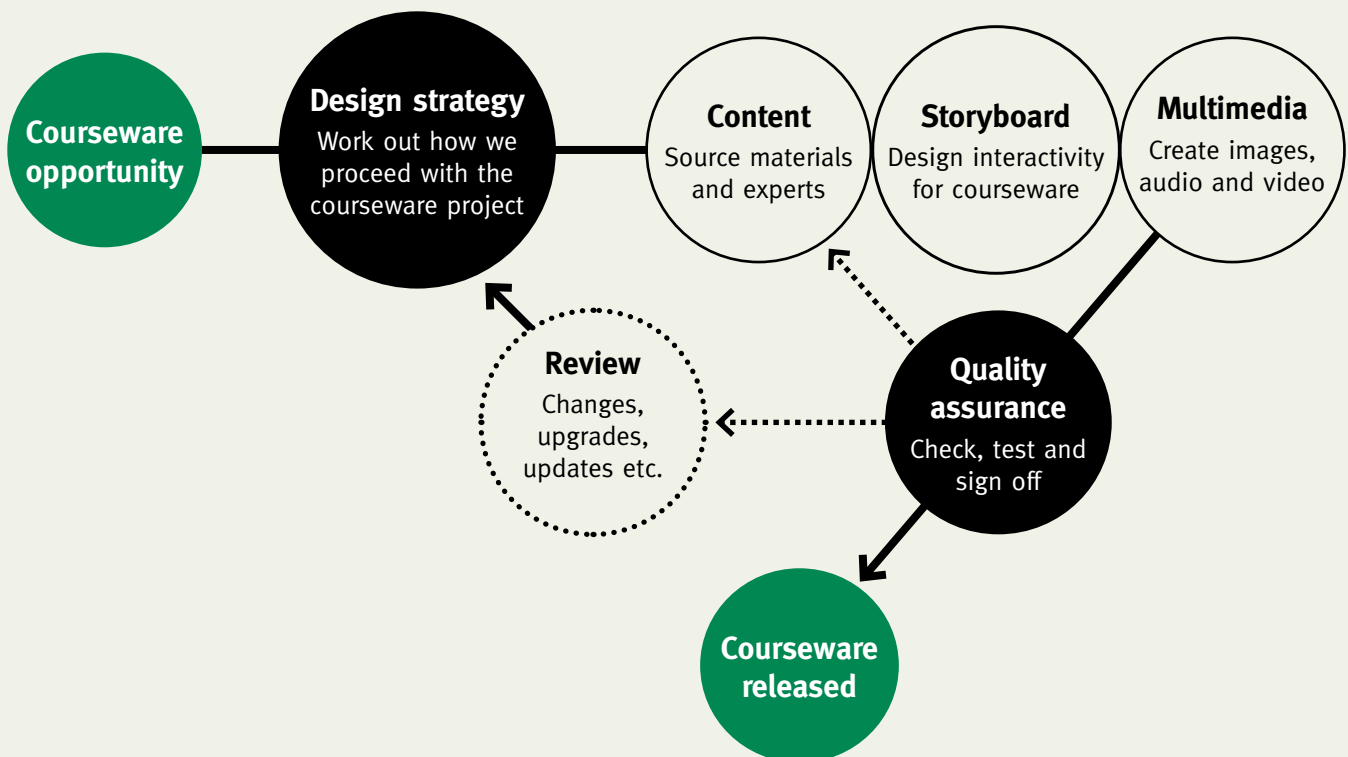 Courseware
opportunity
Design strategy
Work out how we
proceed with the
courseware project
Content
Source materials
and experts
Storyboard
Design interactivity
for courseware
Multimedia
Create images,
audio and video
Review
Changes,
upgrades,
updates etc.
Quality
assurance
Check, test and
sign off
Courseware
released